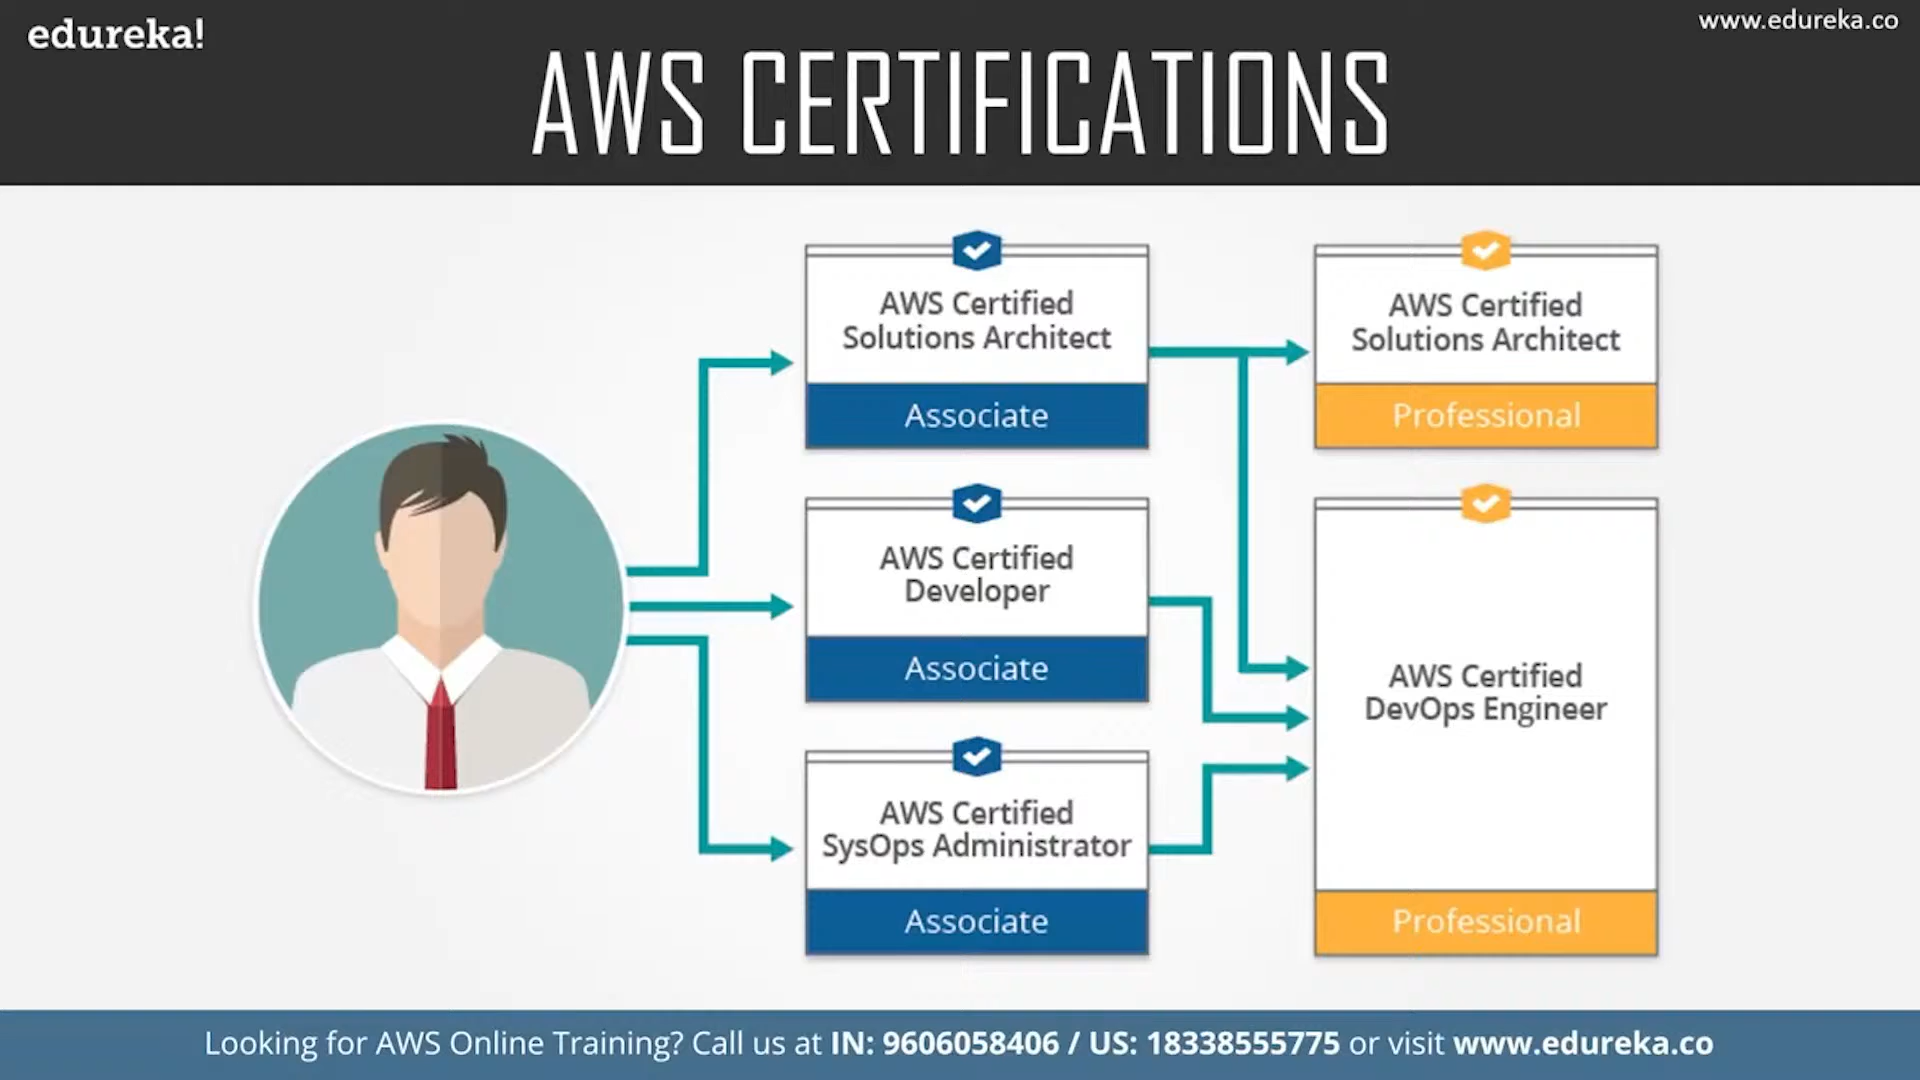 edureka!
www.edureka.co
AWS CERTIFICATIONS
AWS Certified
Solutions Architect
Associate
AWS Certified
Solutions Architect
Professional
AWS Certified
Developer
Associate
AWS Certified
DevOps Engineer
Professional
AWS Certified
SysOps Administrator
Associate
Looking for AWS Online Training? Call us at IN: 9606058406 / US: 18338555775 or visit www.edureka.co